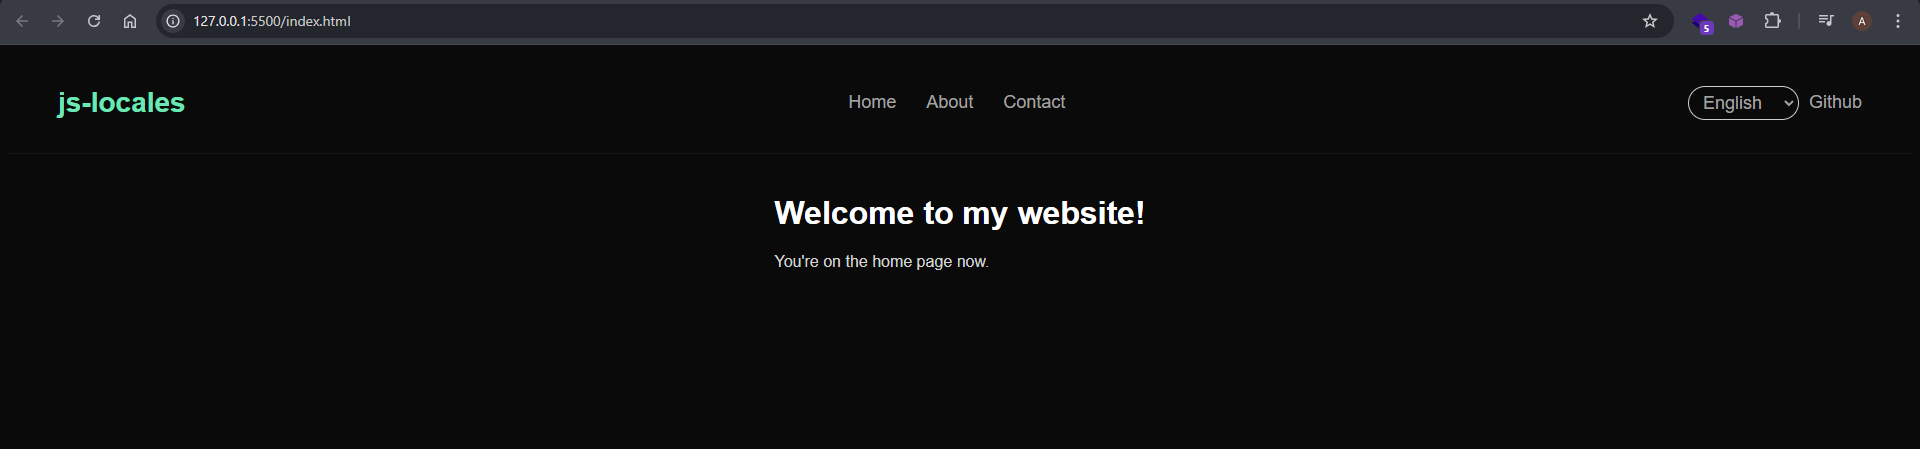 127.0.0.1:5500/index.html
5
A
js-locales
Home About Contact
English Github
Welcome to my website!
You're on the home page now.